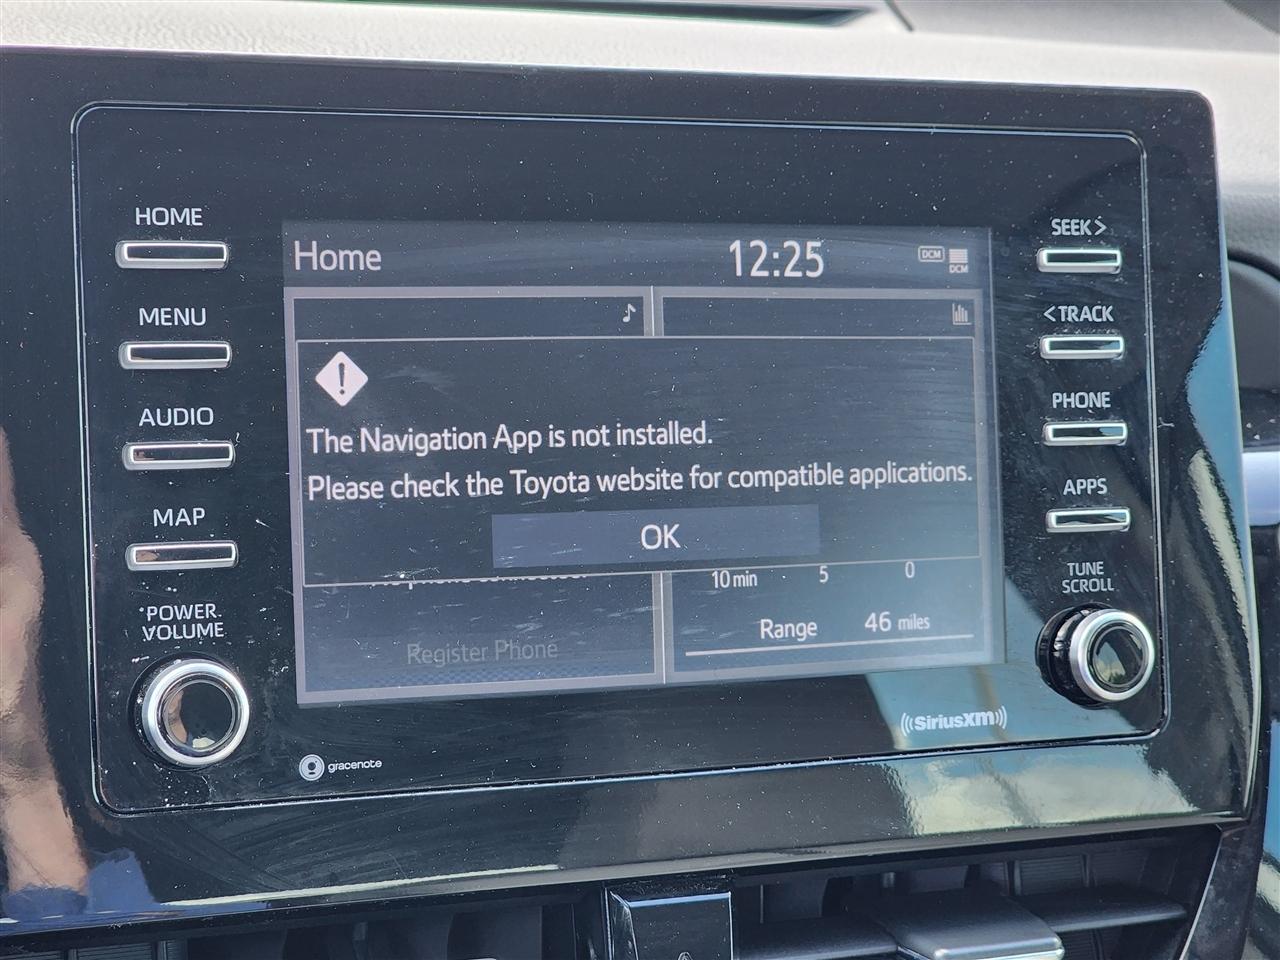 HOME
MENU
AUDIO
MAP
POWER
VOLUME
Home
12:25
DCM
DCM
The Navigation App is not installed.
Please check the Toyota website for compatible applications.
OK
10 min 5 0
Register Phone
Range 46 miles
SEEK >
< TRACK
PHONE
APPS
TUNE
SCROLL
gracenote
SiriusXM